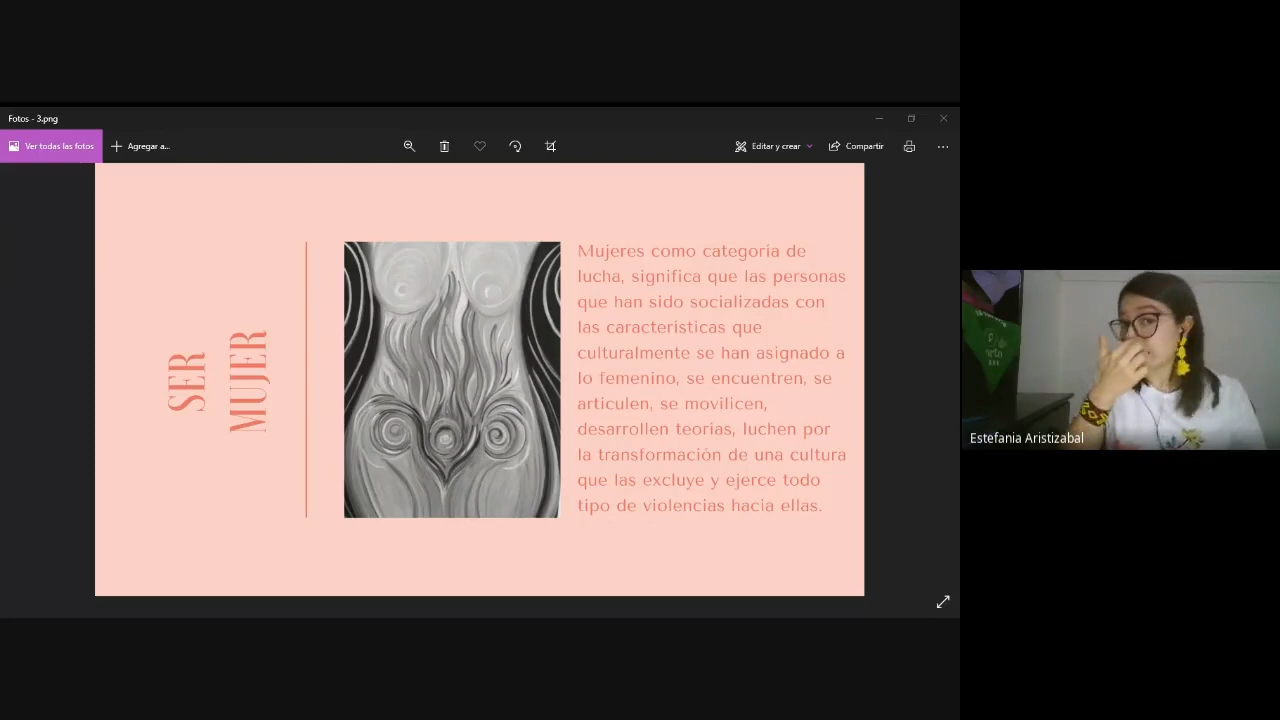 Fotos - 3.png
Ver todas las fotos
Agregar a...
Editar y crear
Compartir
SER
MUJER
Mujeres como categoría de
lucha, significa que las personas
que han sido socializadas con
las características que
culturalmente se han asignado a
lo femenino, se encuentren, se
articulen, se movilicen,
desarrollen teorías, luchen por
la transformación de una cultura
que las excluye y ejerce todo
tipo de violencias hacia ellas.
Estefania Aristizabal